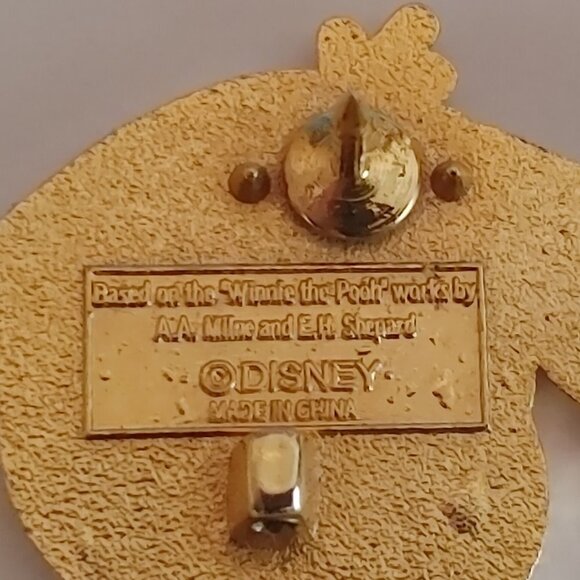 Based on the "Winnie the Pooh" works by
A.A. Milne and E.H. Shepard
©DISNEY
MADE IN CHINA